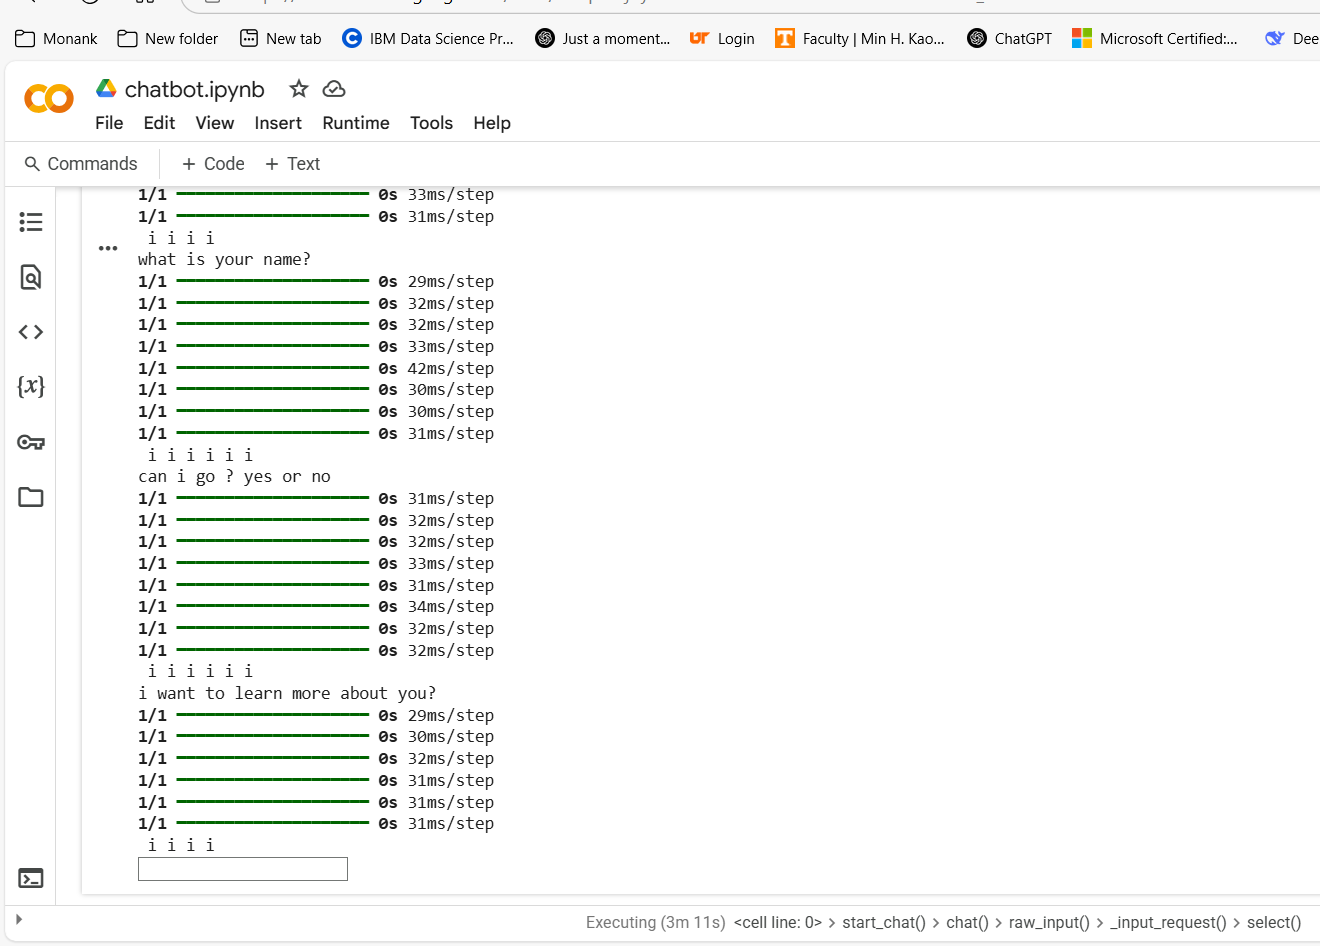 Monank New folder New tab IBM Data Science Pr... Just a moment... UT Login Faculty | Min H. Kao... ChatGPT Microsoft Certified:... Dee
chatbot.ipynb
File Edit View Insert Runtime Tools Help
Commands + Code + Text
1/1 0s 33ms/step
1/1 0s 31ms/step
i i i i
what is your name?
1/1 0s 29ms/step
1/1 0s 32ms/step
1/1 0s 32ms/step
1/1 0s 33ms/step
1/1 0s 42ms/step
1/1 0s 30ms/step
1/1 0s 30ms/step
1/1 0s 31ms/step
i i i i i i
can i go ? yes or no
1/1 0s 31ms/step
1/1 0s 32ms/step
1/1 0s 32ms/step
1/1 0s 33ms/step
1/1 0s 31ms/step
1/1 0s 34ms/step
1/1 0s 32ms/step
1/1 0s 32ms/step
i i i i i i
i want to learn more about you?
1/1 0s 29ms/step
1/1 0s 30ms/step
1/1 0s 32ms/step
1/1 0s 31ms/step
1/1 0s 31ms/step
1/1 0s 31ms/step
i i i i
Executing (3m 11s) <cell line: 0> > start_chat() > chat() > raw_input() > _input_request() > select()